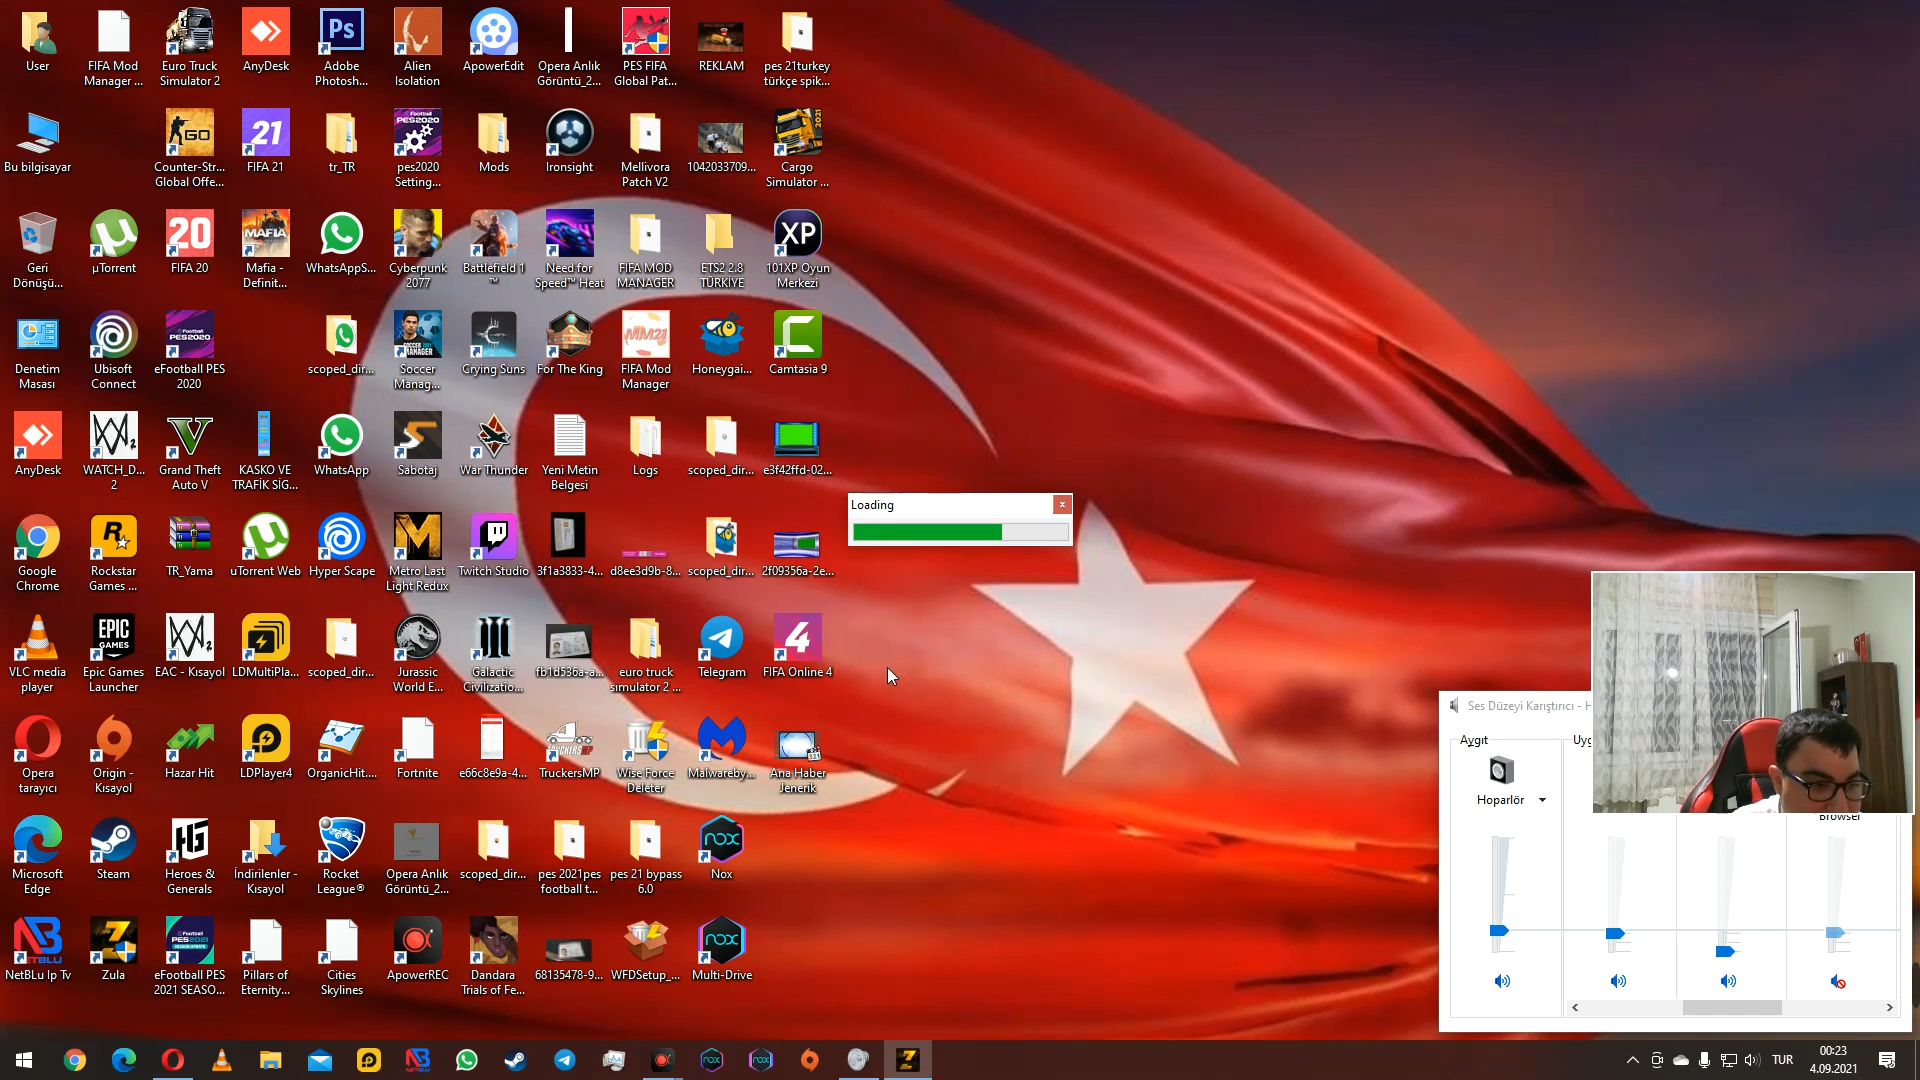 User
FIFA Mod
Manager ...
Euro Truck
Simulator 2
AnyDesk
Adobe
Photosh...
Alien
Isolation
ApowerEdit
Opera Anlık
Görüntü_2...
PES FIFA
Global Pat...
REKLAM
pes 21turkey
türkçe spik...
Bu bilgisayar
Counter-Str...
Global Offe...
FIFA 21
tr_TR
pes2020
Setting...
Mods
Ironsight
Mellivora
Patch V2
1042033709...
Cargo
Simulator ...
Geri
Dönüşü...
µTorrent
FIFA 20
Mafia -
Definit...
WhatsAppS...
Cyberpunk
2077
Battlefield 1
™
Need for
Speed™ Heat
FIFA MOD
MANAGER
ETS2 2.8
TÜRKİYE
101XP Oyun
Merkezi
Denetim
Masası
Ubisoft
Connect
eFootball PES
2020
scoped_dir...
Soccer
Manag...
Crying Suns
For The King
FIFA Mod
Manager
Honeygai...
Camtasia 9
AnyDesk
WATCH_D...
2
Grand Theft
Auto V
KASKO VE
TRAFİK SİG...
WhatsApp
Sabotaj
War Thunder
Yeni Metin
Belgesi
Logs
scoped_dir...
e3f42ffd-02...
Loading
Google
Chrome
Rockstar
Games ...
TR_Yama
uTorrent Web
Hyper Scape
Metro Last
Light Redux
Twitch Studio
3f1a3833-4...
d8ee3d9b-8...
scoped_dir...
2f09356a-2e...
VLC media
player
Epic Games
Launcher
EAC - Kısayol
LDMultiPla...
scoped_dir...
Jurassic
World E...
Galactic
Civilizatio...
fb1d536a-a...
euro truck
sımulator 2 ...
Telegram
FIFA Online 4
Opera
tarayıcı
Origin -
Kısayol
Hazar Hit
LDPlayer4
OrganicHit....
Fortnite
e66c8e9a-4...
TruckersMP
Wise Force
Deleter
Malwareby...
Ana Haber
Jenerik
Microsoft
Edge
Steam
Heroes &
Generals
İndirilenler -
Kısayol
Rocket
League®
Opera Anlık
Görüntü_2...
scoped_dir...
pes 2021pes
football t...
pes 21 bypass
6.0
Nox
NetBLu Ip Tv
Zula
eFootball PES
2021 SEASO...
Pillars of
Eternity...
Cities
Skylines
ApowerREC
Dandara
Trials of Fe...
68135478-9...
WFDSetup_...
Multi-Drive
Ses Düzeyi Karıştırıcı - H
Aygıt
Uyg
Hoparlör
Browser
TUR
00:23
4.09.2021